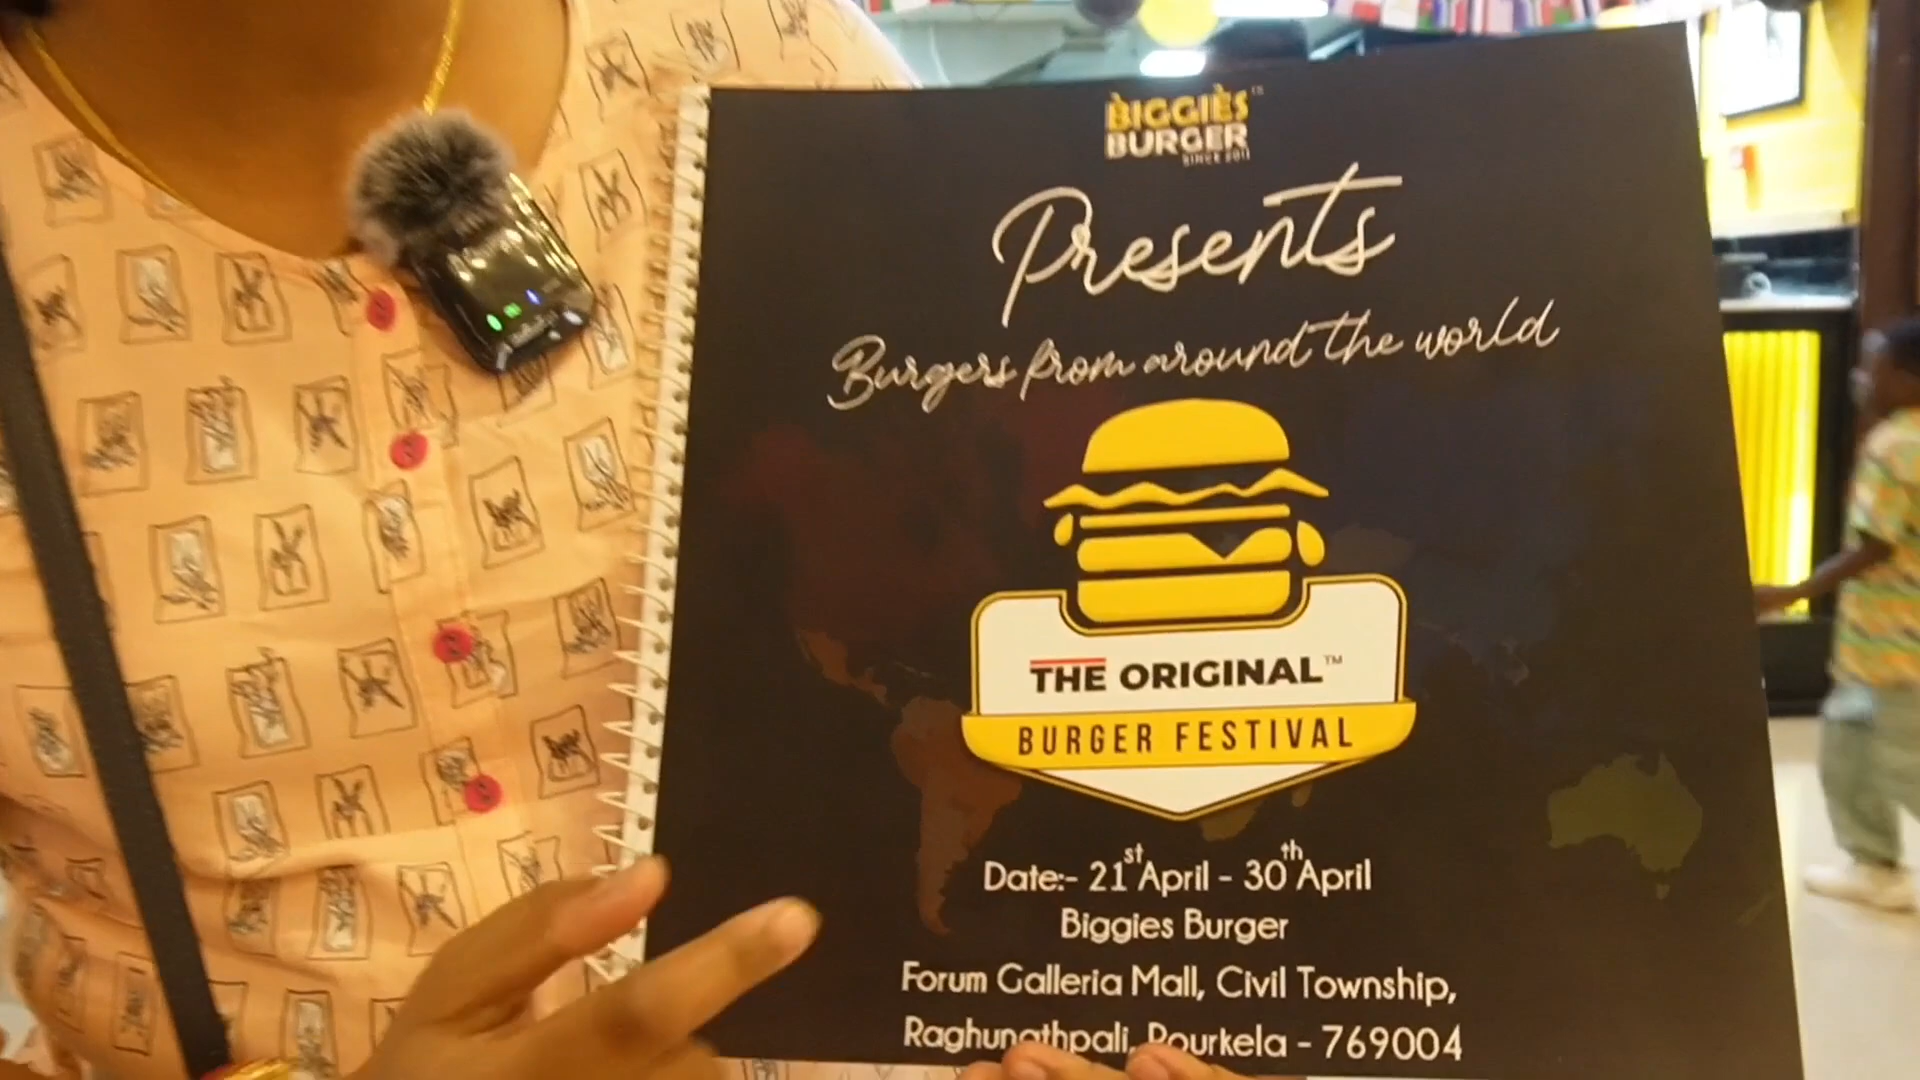 BIGGIES
BURGER
SINCE 2011
Presents
Burgers from around the world
THE ORIGINAL™
BURGER FESTIVAL
Date:- 21st April - 30th April
Biggies Burger
Forum Galleria Mall, Civil Township,
Raghunathpali, Rourkela - 769004